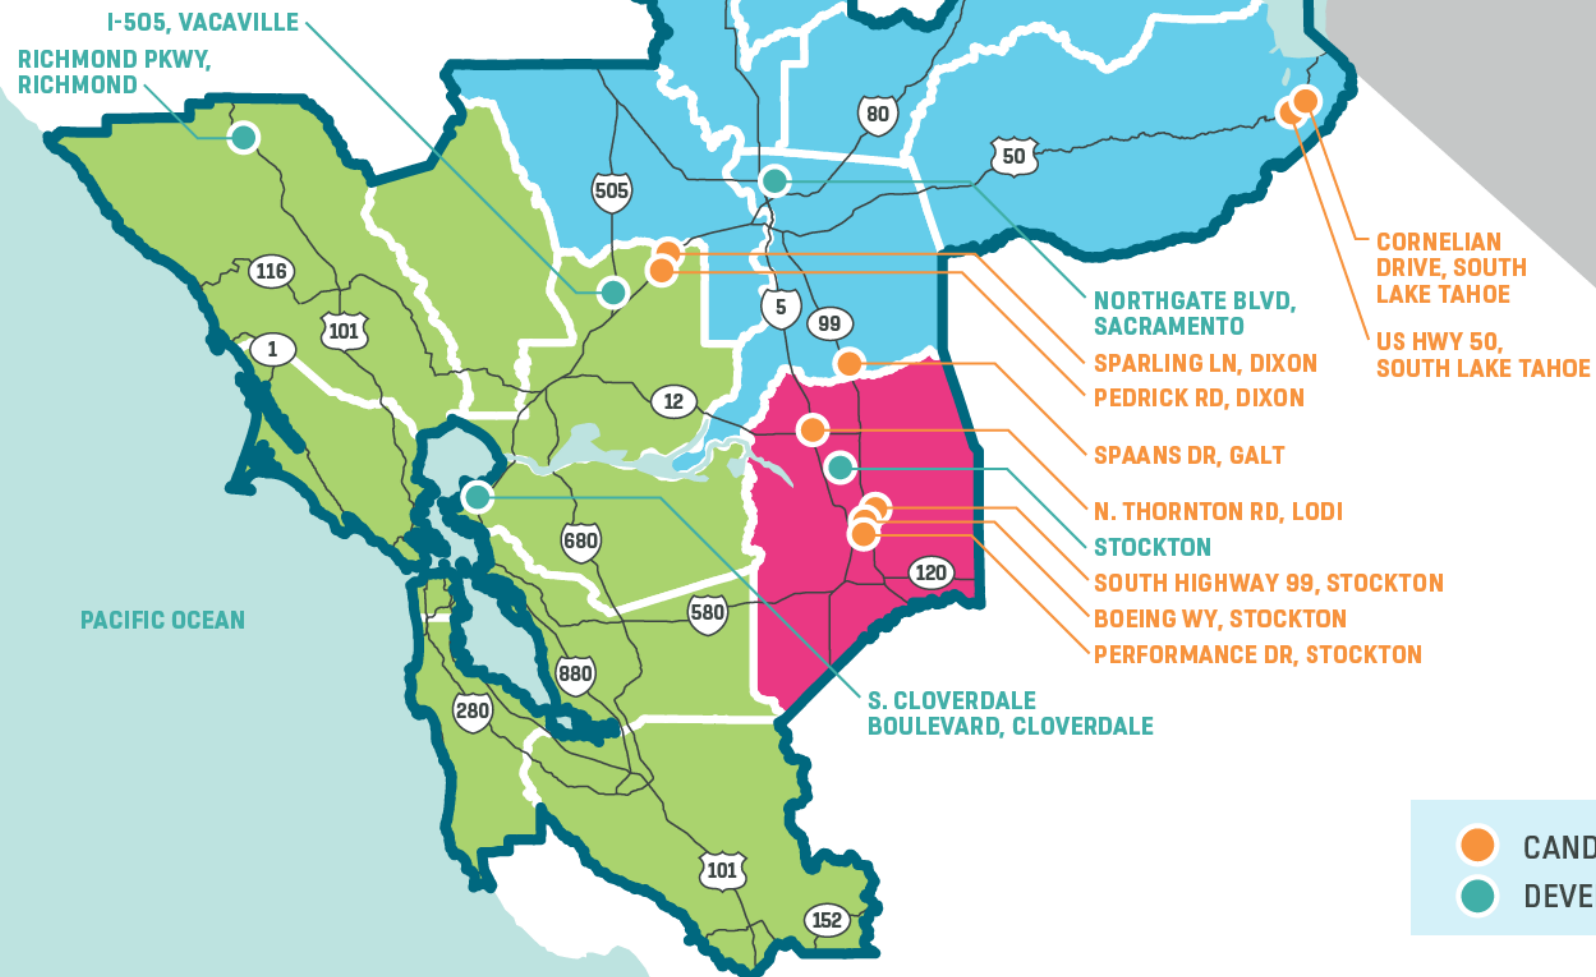 I-505, VACAVILLE
RICHMOND PKWY,
RICHMOND
80
50
505
116
101
1
5
99
12
CORNELIAN
DRIVE, SOUTH
LAKE TAHOE
US HWY 50,
SOUTH LAKE TAHOE
NORTHGATE BLVD,
SACRAMENTO
SPARLING LN, DIXON
PEDRICK RD, DIXON
SPAANS DR, GALT
N. THORNTON RD, LODI
STOCKTON
SOUTH HIGHWAY 99, STOCKTON
BOEING WY, STOCKTON
PERFORMANCE DR, STOCKTON
680
120
580
PACIFIC OCEAN
880
280
S. CLOVERDALE
BOULEVARD, CLOVERDALE
101
152
CAND
DEVE